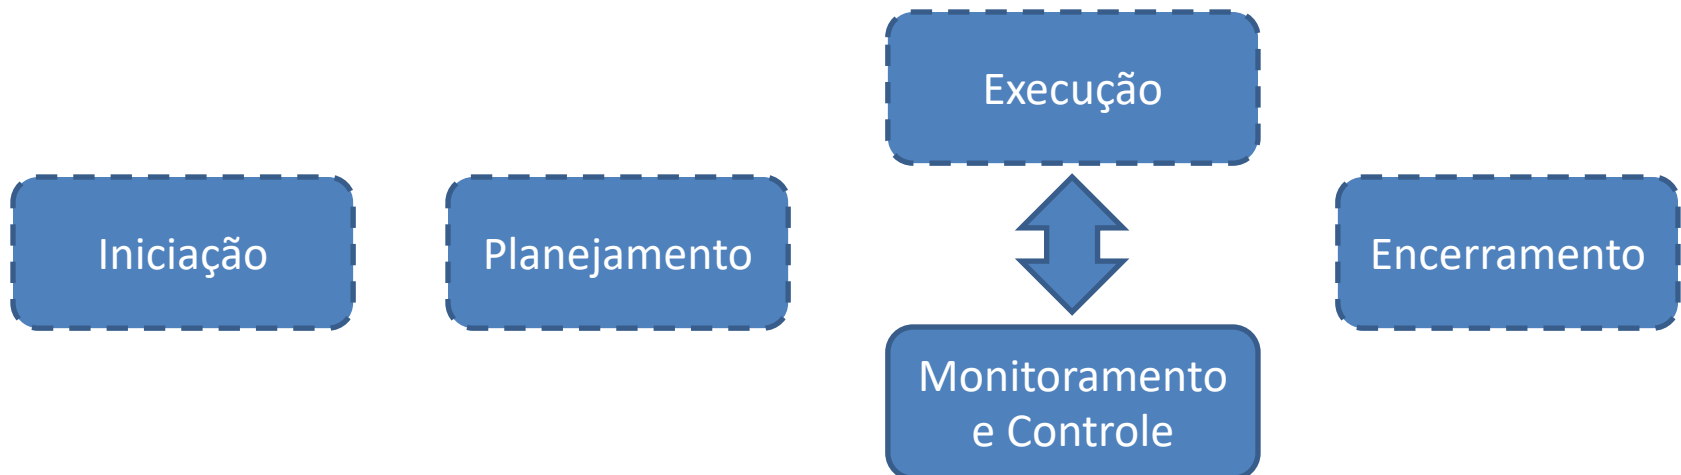 Execução
Iniciação
Planejamento
Encerramento
Monitoramento
e Controle